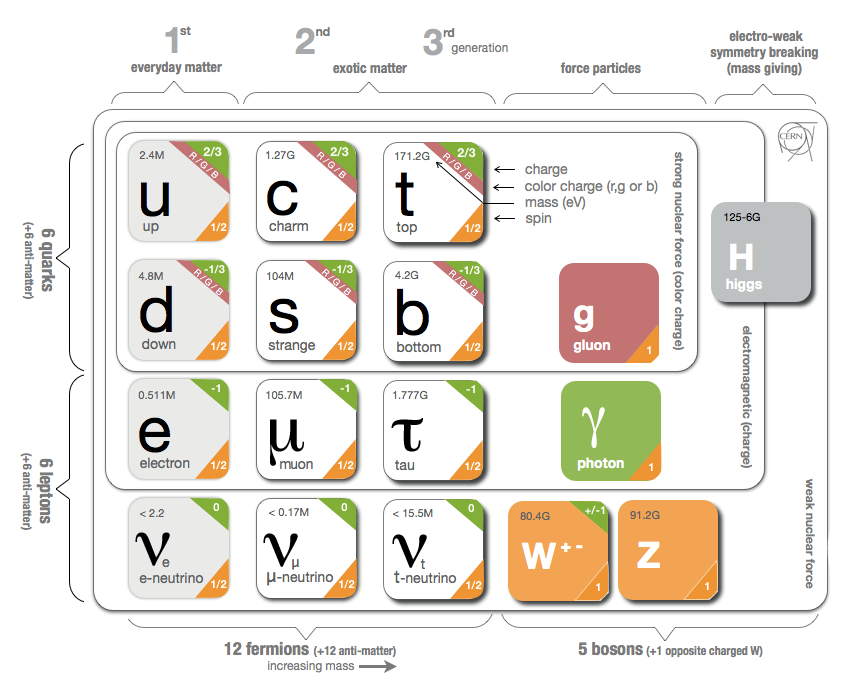 1st
2nd
3rd generation
everyday matter
exotic matter
force particles
electro-weak
symmetry breaking
(mass giving)
CERN
6 quarks
(+6 anti-matter)
6 leptons
(+6 anti-matter)
2.4M
2/3
R/G/B
u
up
1/2
1.27G
2/3
R/G/B
c
charm
1/2
171.2G
2/3
R/G/B
t
top
1/2
charge
color charge (r,g or b)
mass (eV)
spin
strong nuclear force (color charge)
125-6G
H
higgs
4.8M
-1/3
R/G/B
d
down
1/2
104M
-1/3
R/G/B
s
strange
1/2
4.2G
-1/3
R/G/B
b
bottom
1/2
g
gluon
1
electromagnetic (charge)
0.511M
-1
e
electron
1/2
105.7M
-1
μ
muon
1/2
1.777G
-1
τ
tau
1/2
γ
photon
1
weak nuclear force
< 2.2
0
νe
e-neutrino
1/2
< 0.17M
0
νμ
μ-neutrino
1/2
< 15.5M
0
νt
t-neutrino
1/2
80.4G
+/-1
W+-
1
91.2G
Z
1
12 fermions (+12 anti-matter)
increasing mass
5 bosons (+1 opposite charged W)